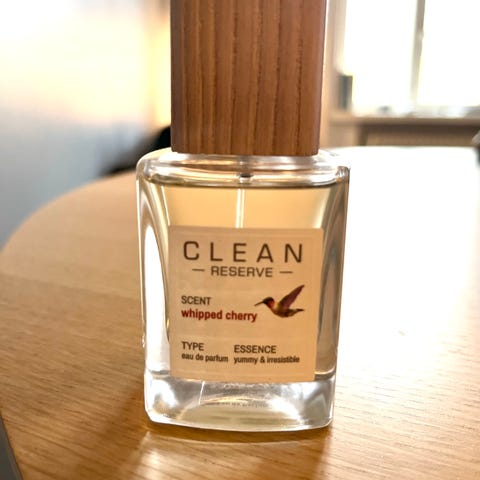 CLEAN
— RESERVE —
SCENT
whipped cherry
TYPE ESSENCE
eau de parfum yummy & irresistible